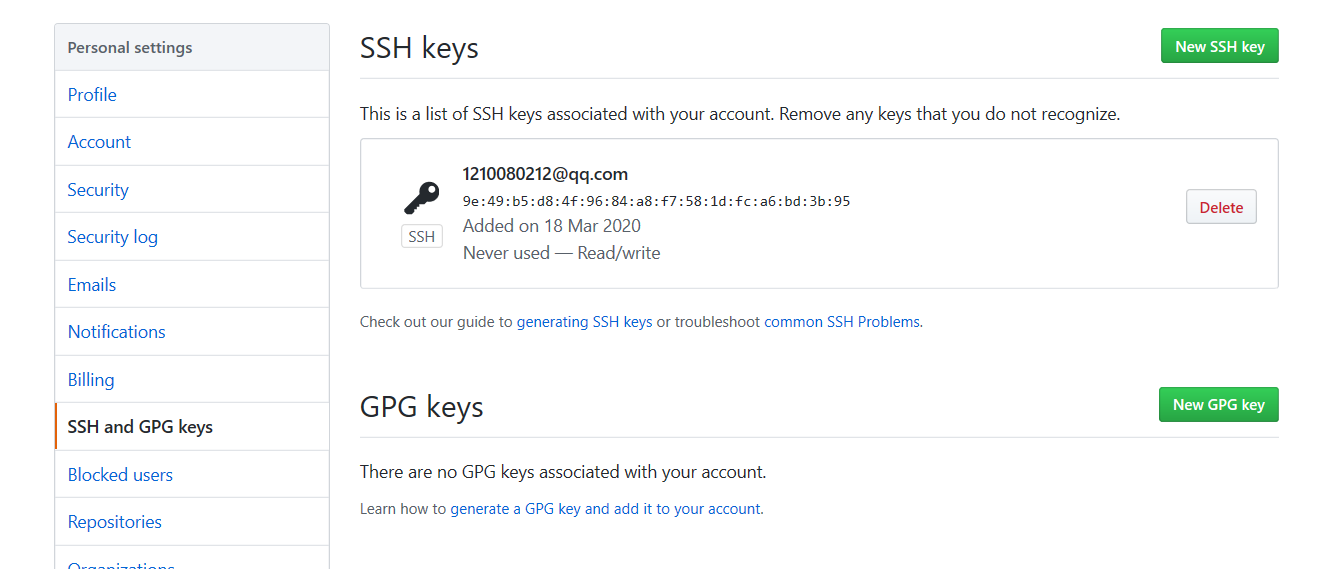 Personal settings
Profile
Account
Security
Security log
Emails
Notifications
Billing
SSH and GPG keys
Blocked users
Repositories
Organizations
SSH keys
New SSH key
This is a list of SSH keys associated with your account. Remove any keys that you do not recognize.
SSH
1210080212@qq.com
9e:49:b5:d8:4f:96:84:a8:f7:58:1d:fc:a6:bd:3b:95
Added on 18 Mar 2020
Never used — Read/write
Delete
Check out our guide to generating SSH keys or troubleshoot common SSH Problems.
GPG keys
New GPG key
There are no GPG keys associated with your account.
Learn how to generate a GPG key and add it to your account.